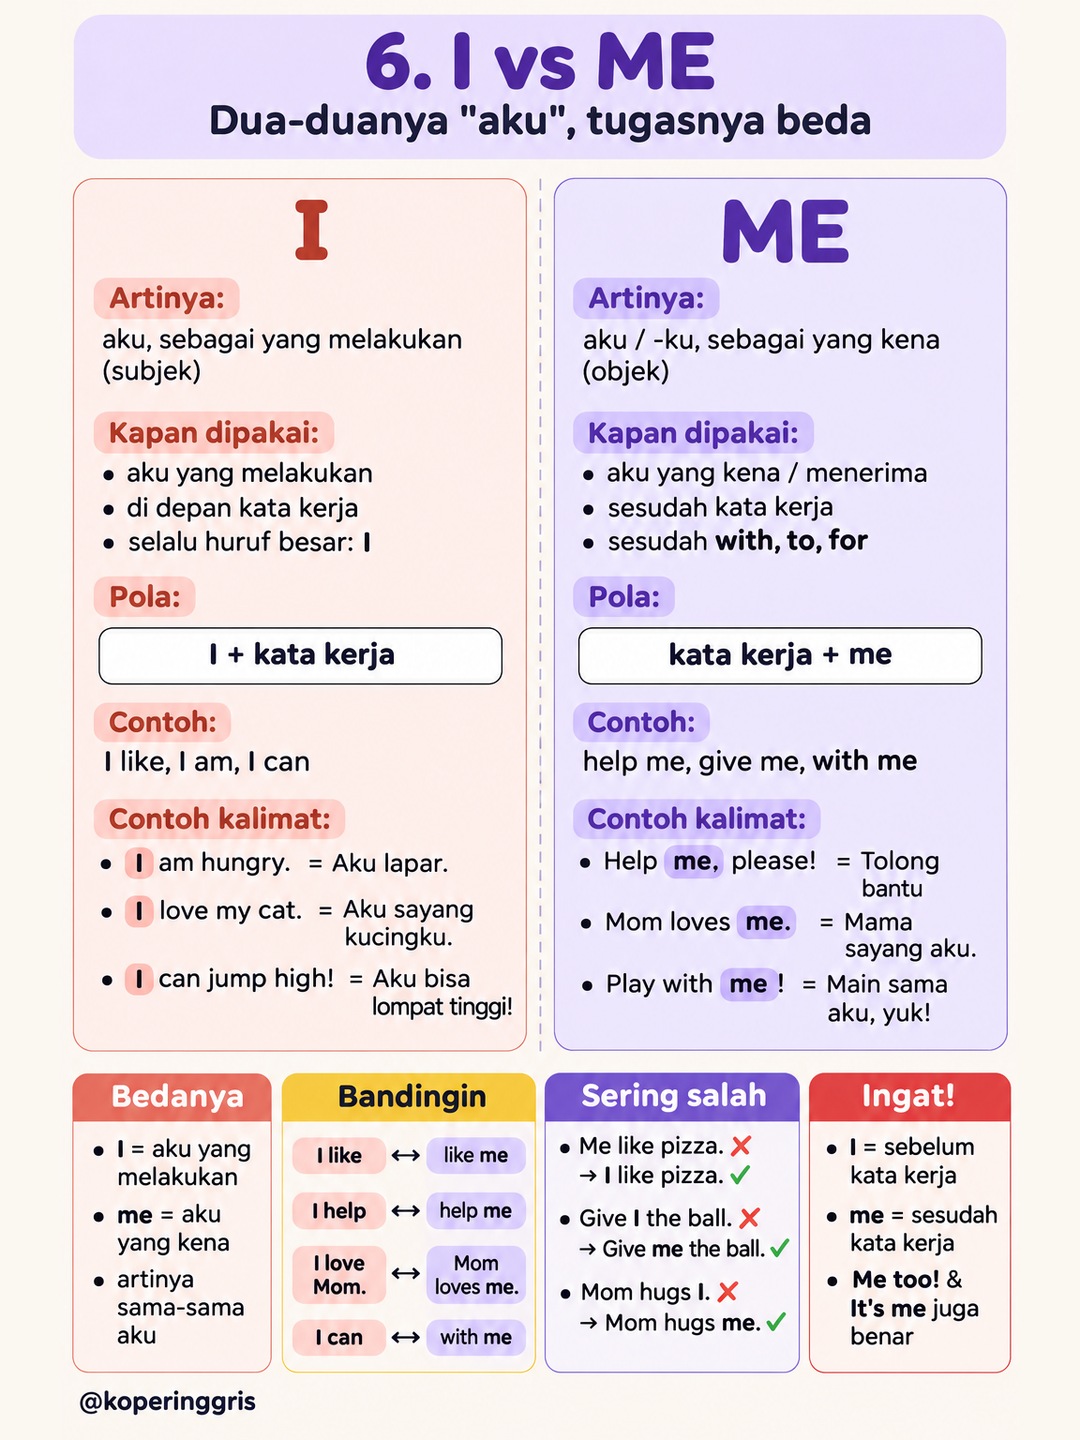 6. I vs ME
Dua-duanya "aku", tugasnya beda
I
Artinya:
aku, sebagai yang melakukan
(subjek)
Kapan dipakai:
• aku yang melakukan
• di depan kata kerja
• selalu huruf besar: I
Pola:
I + kata kerja
Contoh:
I like, I am, I can
Contoh kalimat:
• I am hungry. = Aku lapar.
• I love my cat. = Aku sayang
kucingku.
• I can jump high! = Aku bisa
lompat tinggi!
ME
Artinya:
aku / -ku, sebagai yang kena
(objek)
Kapan dipakai:
• aku yang kena / menerima
• sesudah kata kerja
• sesudah with, to, for
Pola:
kata kerja + me
Contoh:
help me, give me, with me
Contoh kalimat:
• Help me, please! = Tolong
bantu
• Mom loves me. = Mama
sayang aku.
• Play with me ! = Main sama
aku, yuk!
Bedanya
• I = aku yang
melakukan
• me = aku
yang kena
• artinya
sama-sama
aku
Bandingin
I like ↔ like me
I help ↔ help me
I love
Mom. ↔ Mom
loves me.
I can ↔ with me
Sering salah
• Me like pizza. ❌
→ I like pizza. ✓
• Give I the ball. ❌
→ Give me the ball. ✓
• Mom hugs I. ❌
→ Mom hugs me. ✓
Ingat!
• I = sebelum
kata kerja
• me = sesudah
kata kerja
• Me too! &
It's me juga
benar
@koperinggris